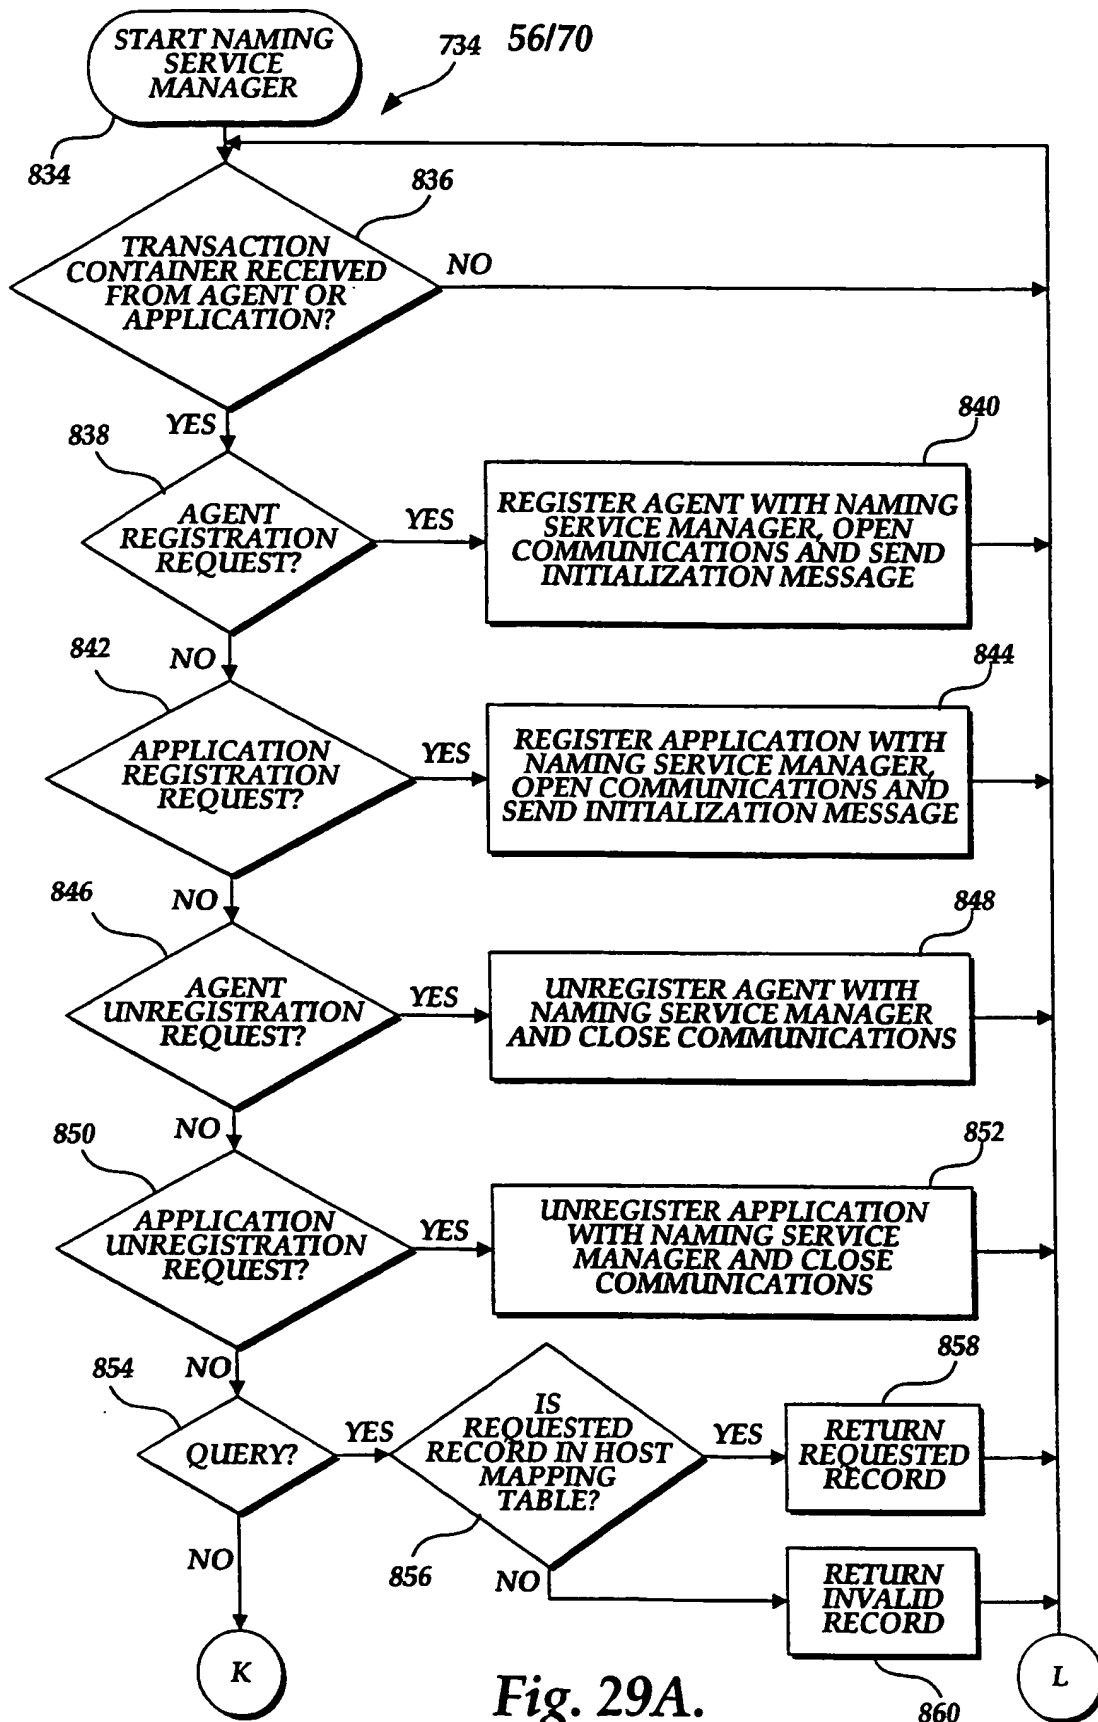 START NAMING
SERVICE
MANAGER
734 56/70
834
836
TRANSACTION
CONTAINER RECEIVED
FROM AGENT OR
APPLICATION?
NO
YES
838
840
AGENT
REGISTRATION
REQUEST?
YES
REGISTER AGENT WITH NAMING
SERVICE MANAGER, OPEN
COMMUNICATIONS AND SEND
INITIALIZATION MESSAGE
NO
842
844
APPLICATION
REGISTRATION
REQUEST?
YES
REGISTER APPLICATION WITH
NAMING SERVICE MANAGER,
OPEN COMMUNICATIONS AND
SEND INITIALIZATION MESSAGE
NO
846
848
AGENT
UNREGISTRATION
REQUEST?
YES
UNREGISTER AGENT WITH
NAMING SERVICE MANAGER
AND CLOSE COMMUNICATIONS
NO
850
852
APPLICATION
UNREGISTRATION
REQUEST?
YES
UNREGISTER APPLICATION
WITH NAMING SERVICE
MANAGER AND CLOSE
COMMUNICATIONS
NO
854
QUERY?
YES
IS
REQUESTED
RECORD IN HOST
MAPPING
TABLE?
856
YES
858
RETURN
REQUESTED
RECORD
NO
NO
RETURN
INVALID
RECORD
860
K
L
Fig. 29A.